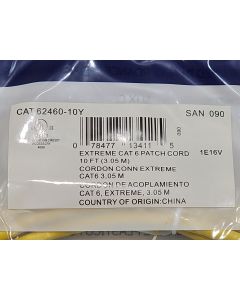 CAT 62460-10Y SAN 090
0 78477 13411 5
090
EXTREME CAT 6 PATCH CORD 1E16V
10 FT (3.05 M)
CORDON CONN EXTREME
CAT6 3,05 M
CORDON DE ACOPLAMIENTO
CAT 6, EXTREME, 3.05 M
COUNTRY OF ORIGIN:CHINA